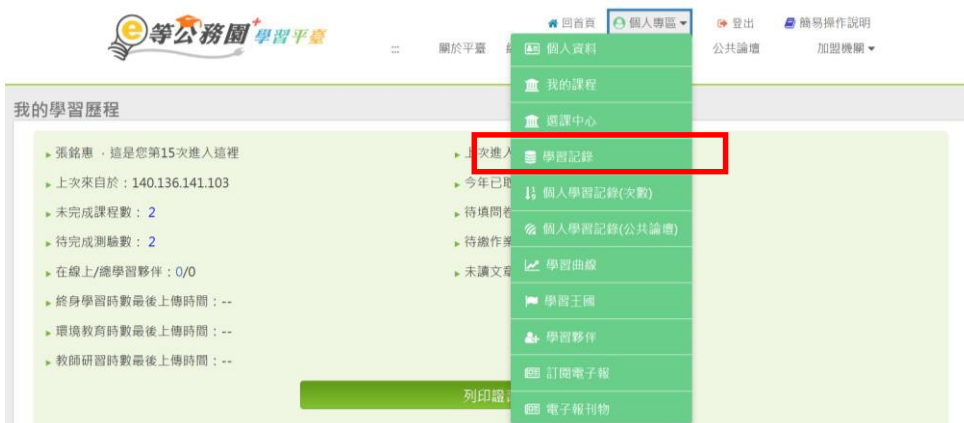 e等公務園+學習平臺
回首頁 個人專區 登出 簡易操作說明
::: 關於平臺 公共論壇 加盟機關
個人資料
我的課程
選課中心
學習記錄
個人學習記錄(次數)
個人學習記錄(公共論壇)
學習曲線
學習王國
學習夥伴
訂閱電子報
電子報刊物
我的學習歷程
張銘惠 ﹐這是您第15次進入這裡
上次進入
上次來自於：140.136.141.103
今年已取
未完成課程數： 2
待填問卷
待完成測驗數： 2
待繳作業
在線上/總學習夥伴：0/0
未讀文章
終身學習時數最後上傳時間：--
環境教育時數最後上傳時間：--
教師研習時數最後上傳時間：--
列印證